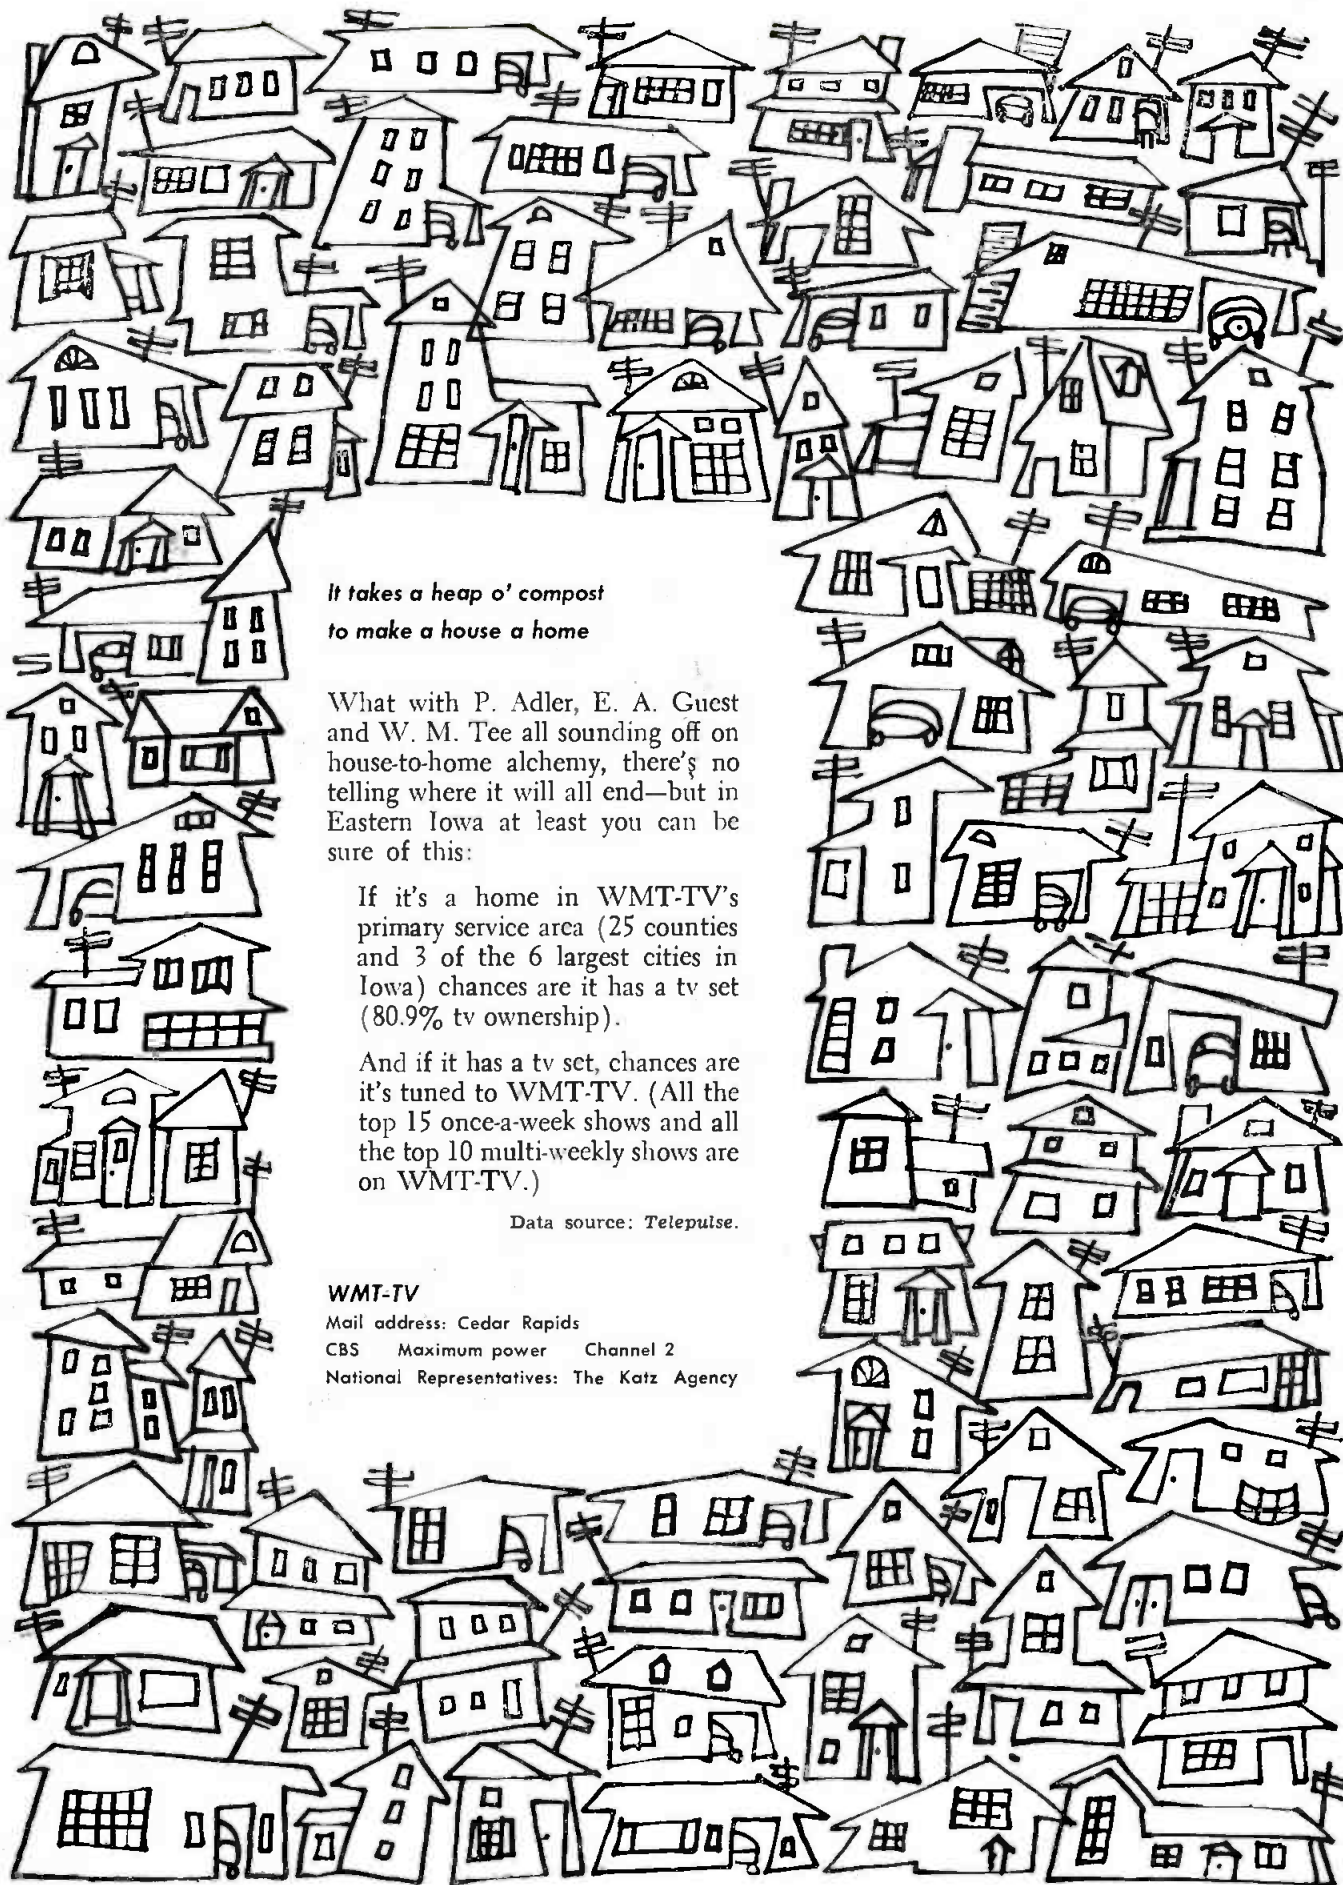 It takes a heap o' compost
to make a house a home
What with P. Adler, E. A. Guest
and W. M. Tee all sounding off on
house-to-home alchemy, there's no
telling where it will all end—but in
Eastern Iowa at least you can be
sure of this:
If it's a home in WMT-TV's
primary service area (25 counties
and 3 of the 6 largest cities in
Iowa) chances are it has a tv set
(80.9% tv ownership).
And if it has a tv set, chances are
it's tuned to WMT-TV. (All the
top 15 once-a-week shows and all
the top 10 multi-weekly shows are
on WMT-TV.)
Data source: Telepulse.
WMT-TV
Mail address: Cedar Rapids
CBS Maximum power Channel 2
National Representatives: The Katz Agency